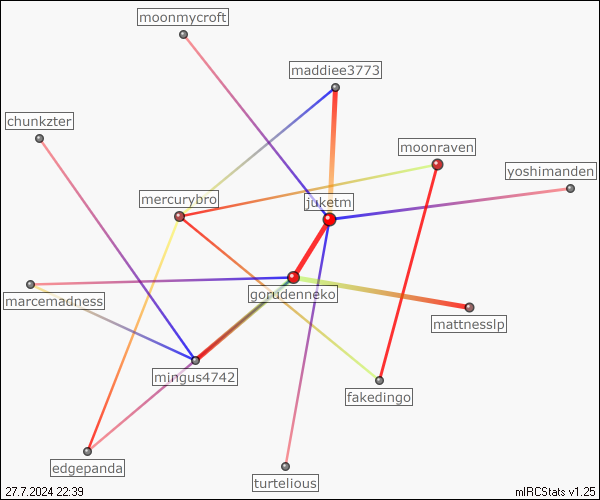 moonmycroft
maddiee3773
chunkzter
moonraven
yoshimanden
mercurybro
juketm
marcemadness
gorudenneko
mattnesslp
mingus4742
fakedingo
edgepanda
turtelious
27.7.2024 22:39
mIRCStats v1.25